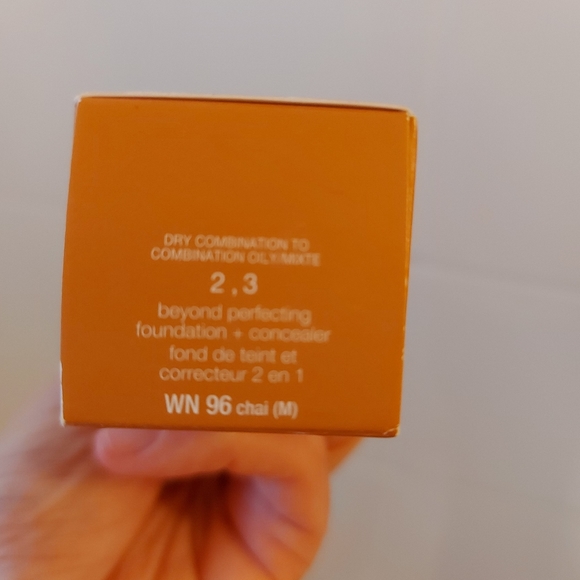 DRY COMBINATION TO
COMBINATION OILY/MIXTE
2 , 3
beyond perfecting
foundation + concealer
fond de teint et
correcteur 2 en 1
WN 96 chai (M)